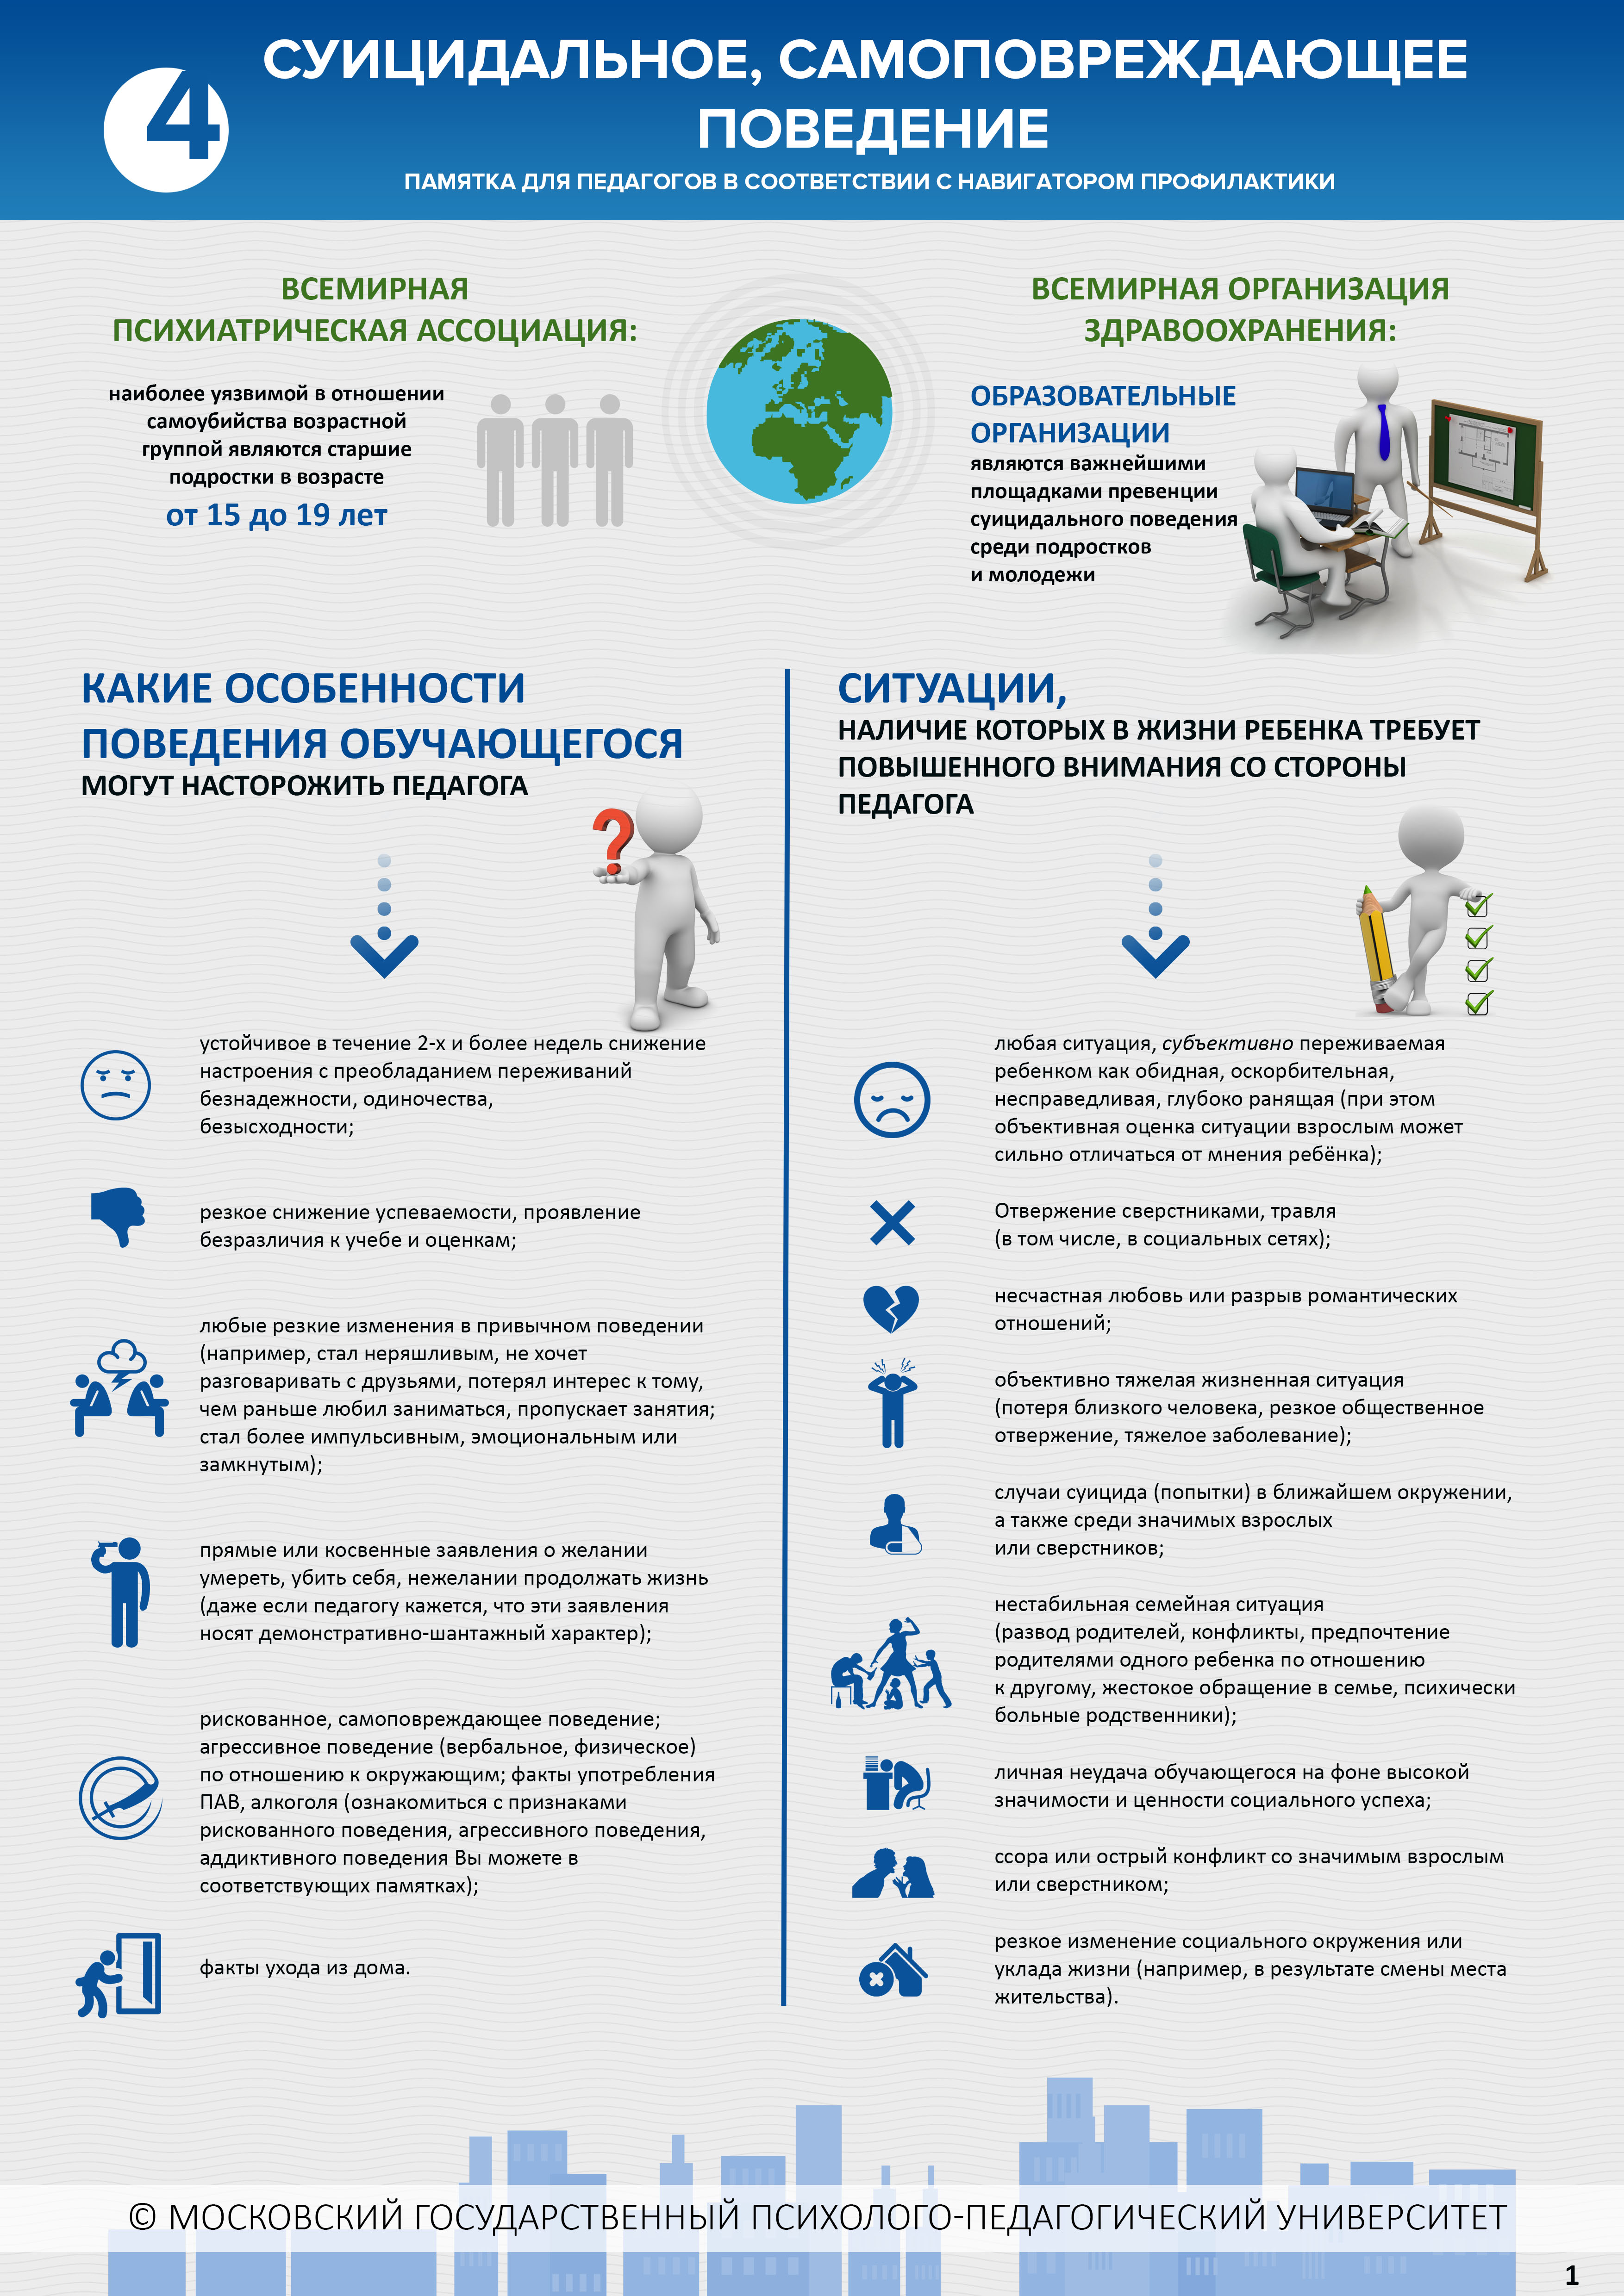 4
СУИЦИДАЛЬНОЕ, САМОПОВРЕЖДАЮЩЕЕ
ПОВЕДЕНИЕ
ПАМЯТКА ДЛЯ ПЕДАГОГОВ В СООТВЕТСТВИИ С НАВИГАТОРОМ ПРОФИЛАКТИКИ
ВСЕМИРНАЯ
ПСИХИАТРИЧЕСКАЯ АССОЦИАЦИЯ:
наиболее уязвимой в отношении
самоубийства возрастной
группой являются старшие
подростки в возрасте
от 15 до 19 лет
ВСЕМИРНАЯ ОРГАНИЗАЦИЯ
ЗДРАВООХРАНЕНИЯ:
ОБРАЗОВАТЕЛЬНЫЕ
ОРГАНИЗАЦИИ
являются важнейшими
площадками превенции
суицидального поведения
среди подростков
и молодежи
КАКИЕ ОСОБЕННОСТИ
ПОВЕДЕНИЯ ОБУЧАЮЩЕГОСЯ
МОГУТ НАСТОРОЖИТЬ ПЕДАГОГА
?
устойчивое в течение 2-х и более недель снижение
настроения с преобладанием переживаний
безнадежности, одиночества,
безысходности;
резкое снижение успеваемости, проявление
безразличия к учебе и оценкам;
любые резкие изменения в привычном поведении
(например, стал неряшливым, не хочет
разговаривать с друзьями, потерял интерес к тому,
чем раньше любил заниматься, пропускает занятия;
стал более импульсивным, эмоциональным или
замкнутым);
прямые или косвенные заявления о желании
умереть, убить себя, нежелании продолжать жизнь
(даже если педагогу кажется, что эти заявления
носят демонстративно-шантажный характер);
рискованное, самоповреждающее поведение;
агрессивное поведение (вербальное, физическое)
по отношению к окружающим; факты употребления
ПАВ, алкоголя (ознакомиться с признаками
рискованного поведения, агрессивного поведения,
аддиктивного поведения Вы можете в
соответствующих памятках);
факты ухода из дома.
СИТУАЦИИ,
НАЛИЧИЕ КОТОРЫХ В ЖИЗНИ РЕБЕНКА ТРЕБУЕТ
ПОВЫШЕННОГО ВНИМАНИЯ СО СТОРОНЫ
ПЕДАГОГА
любая ситуация, субъективно переживаемая
ребенком как обидная, оскорбительная,
несправедливая, глубоко ранящая (при этом
объективная оценка ситуации взрослым может
сильно отличаться от мнения ребёнка);
Отвержение сверстниками, травля
(в том числе, в социальных сетях);
несчастная любовь или разрыв романтических
отношений;
объективно тяжелая жизненная ситуация
(потеря близкого человека, резкое общественное
отвержение, тяжелое заболевание);
случаи суицида (попытки) в ближайшем окружении,
а также среди значимых взрослых
или сверстников;
нестабильная семейная ситуация
(развод родителей, конфликты, предпочтение
родителями одного ребенка по отношению
к другому, жестокое обращение в семье, психически
больные родственники);
личная неудача обучающегося на фоне высокой
значимости и ценности социального успеха;
ссора или острый конфликт со значимым взрослым
или сверстником;
резкое изменение социального окружения или
уклада жизни (например, в результате смены места
жительства).
© МОСКОВСКИЙ ГОСУДАРСТВЕННЫЙ ПСИХОЛОГО-ПЕДАГОГИЧЕСКИЙ УНИВЕРСИТЕТ
1